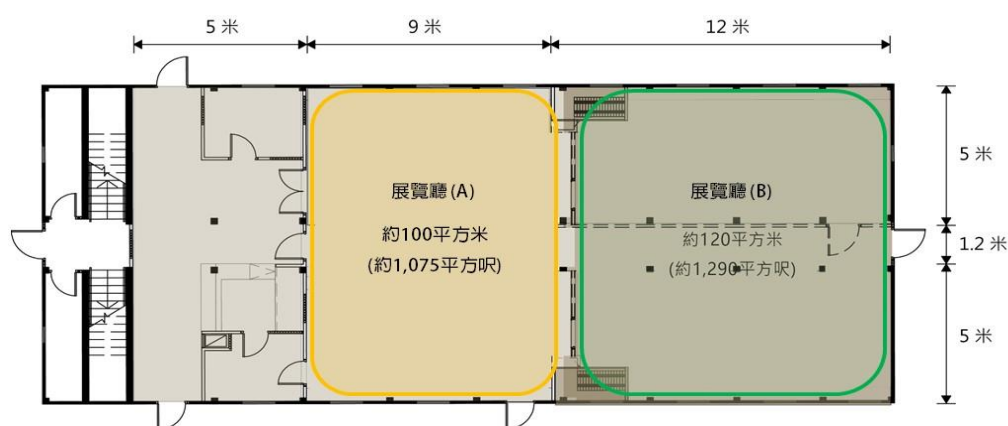 5 米
9 米
12 米
展覽廳 (A)
約100平方米
(約1,075平方呎)
展覽廳 (B)
約120平方米
(約1,290平方呎)
5 米
1.2 米
5 米